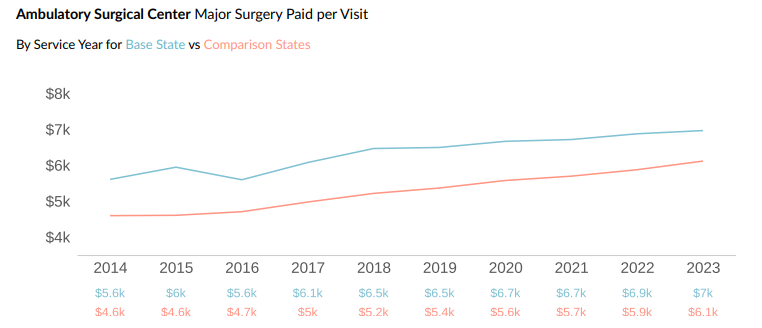 Ambulatory Surgical Center Major Surgery Paid per Visit
By Service Year for Base State vs Comparison States
$8k
$7k
$6k
$5k
$4k
2014 2015 2016 2017 2018 2019 2020 2021 2022 2023
$5.6k $6k $5.6k $6.1k $6.5k $6.5k $6.7k $6.7k $6.9k $7k
$4.6k $4.6k $4.7k $5k $5.2k $5.4k $5.6k $5.7k $5.9k $6.1k